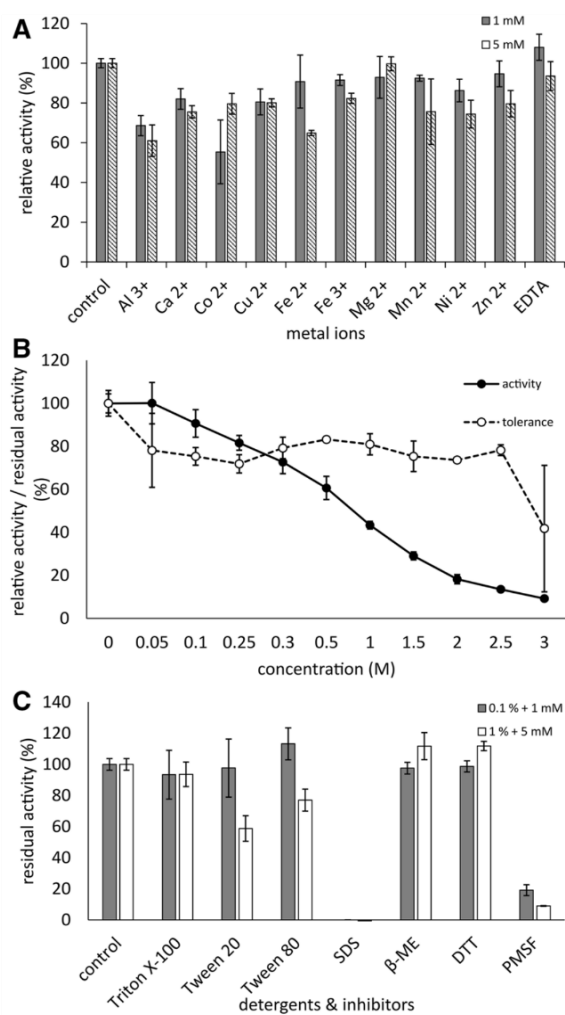 A
1 mM
5 mM
relative activity (%)
120
100
80
60
40
20
0
control
Al 3+
Ca 2+
Co 2+
Cu 2+
Fe 2+
Fe 3+
Mg 2+
Mn 2+
Ni 2+
Zn 2+
EDTA
metal ions
B
activity
tolerance
relative activity / residual activity
(%)
120
100
80
60
40
20
0
0 0.05 0.1 0.25 0.3 0.5 1 1.5 2 2.5 3
concentration (M)
C
0.1 % + 1 mM
1 % + 5 mM
residual activity (%)
140
120
100
80
60
40
20
0
control
Triton X-100
Tween 20
Tween 80
SDS
β-ME
DTT
PMSF
detergents & inhibitors